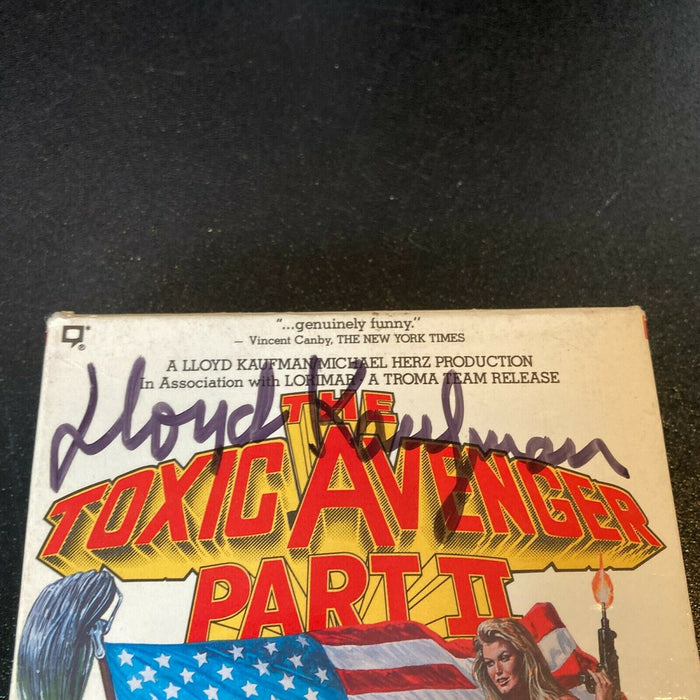 "...genuinely funny."
— Vincent Canby, THE NEW YORK TIMES
A LLOYD KAUFMAN/MICHAEL HERZ PRODUCTION
In Association with LORIMAR • A TROMA TEAM RELEASE
Lloyd Kaufman
THE
TOXIC AVENGER
PART II